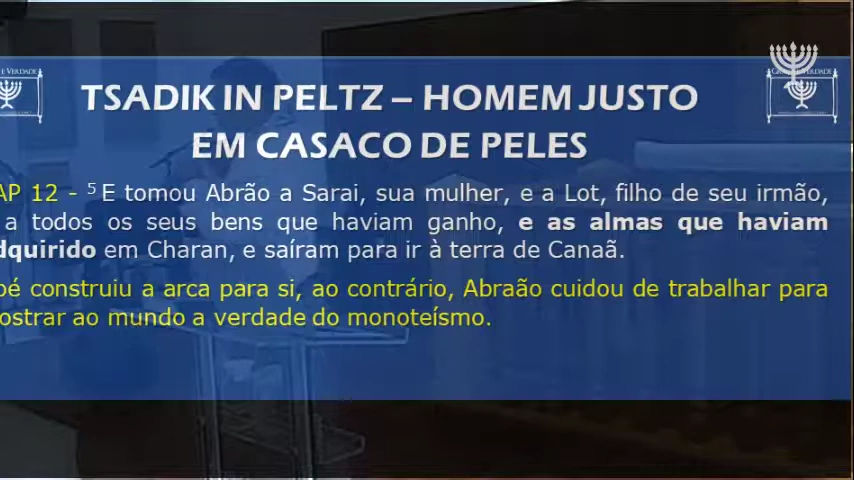 E VERDADE
VERDADE
TSADIK IN PELTZ – HOMEM JUSTO
EM CASACO DE PELES
AP 12 - ⁵ E tomou Abrão a Sarai, sua mulher, e a Lot, filho de seu irmão,
a todos os seus bens que haviam ganho, e as almas que haviam
dquirido em Charan, e saíram para ir à terra de Canaã.
oé construiu a arca para si, ao contrário, Abraão cuidou de trabalhar para
ostrar ao mundo a verdade do monoteísmo.